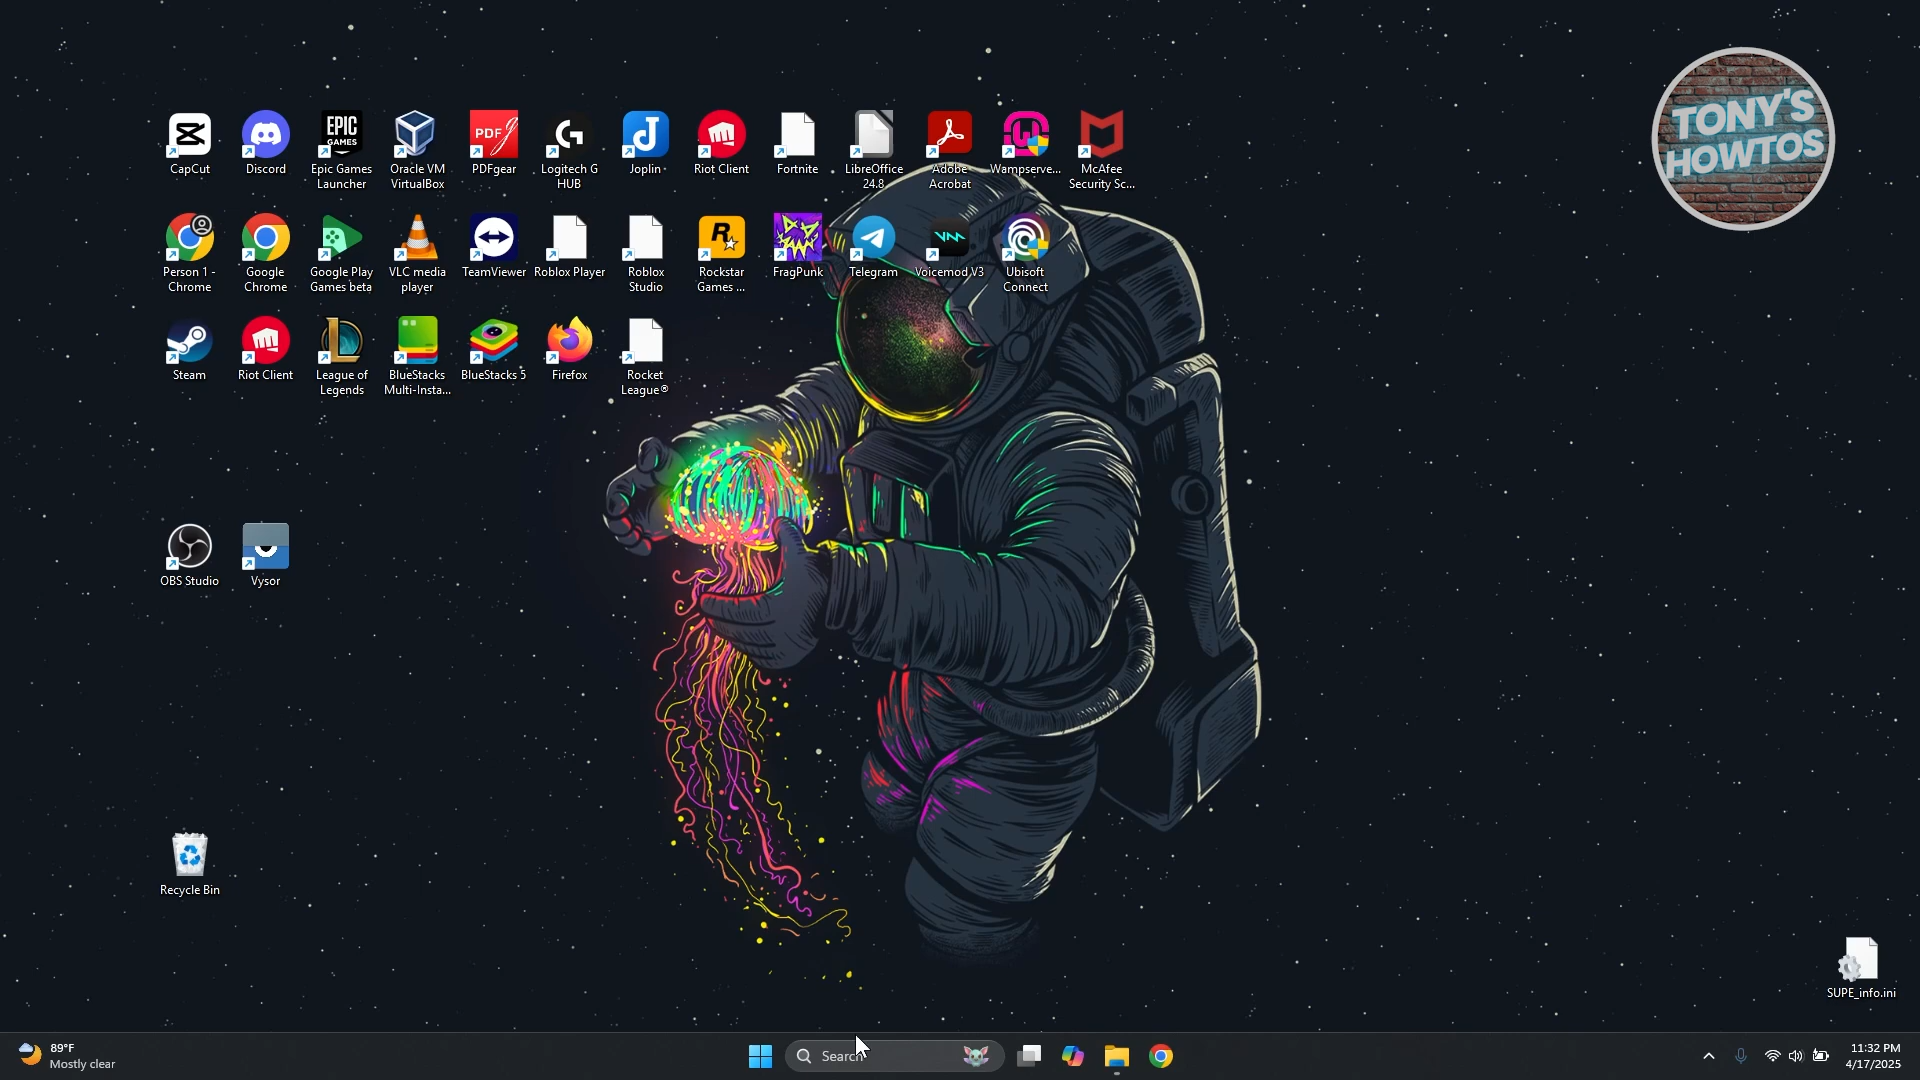 TONY'S
HOWTOS
CapCut
Discord
Epic Games
Launcher
Oracle VM
VirtualBox
PDFgear
Logitech G
HUB
Joplin
Riot Client
Fortnite
LibreOffice
24.8
Adobe
Acrobat
Wampserve...
McAfee
Security Sc...
Person 1 -
Chrome
Google
Chrome
Google Play
Games beta
VLC media
player
TeamViewer
Roblox Player
Roblox
Studio
Rockstar
Games ...
FragPunk
Telegram
Voicemod V3
Ubisoft
Connect
Steam
Riot Client
League of
Legends
BlueStacks
Multi-Insta...
BlueStacks 5
Firefox
Rocket
League®
OBS Studio
Vysor
Recycle Bin
SUPE_info.ini
89°F
Mostly clear
Search
11:32 PM
4/17/2025
EPIC
GAMES
PDF